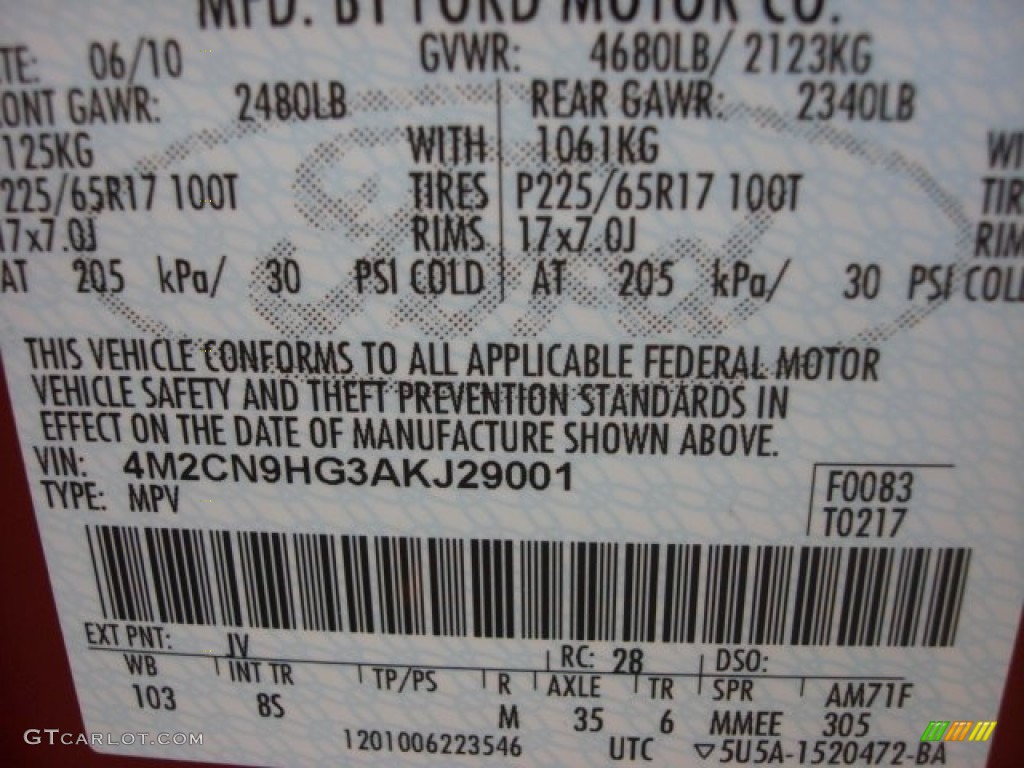 MFD. BY FORD MOTOR CO.
TE: 06/10 GVWR: 4680LB/ 2123KG
ONT GAWR: 2480LB REAR GAWR: 2340LB
125KG WITH 1061KG WI
225/65R17 100T TIRES P225/65R17 100T TIR
17x7.0J RIMS 17x7.0J RIM
AT 205 kPa/ 30 PSI COLD AT 205 kPa/ 30 PSI COLD
THIS VEHICLE CONFORMS TO ALL APPLICABLE FEDERAL MOTOR
VEHICLE SAFETY AND THEFT PREVENTION STANDARDS IN
EFFECT ON THE DATE OF MANUFACTURE SHOWN ABOVE.
VIN: 4M2CN9HG3AKJ29001 F0083
TYPE: MPV T0217
EXT PNT: JV RC: 28 DSO:
WB INT TR TP/PS R AXLE TR SPR AM71F
103 8S M 35 6 MMEE 305
1201006223546 UTC ▽5U5A-1520472-BA
GTCARLOT.COM